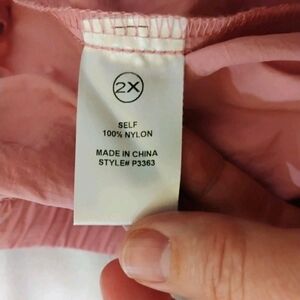 2X
SELF
100% NYLON
MADE IN CHINA
STYLE# P3363